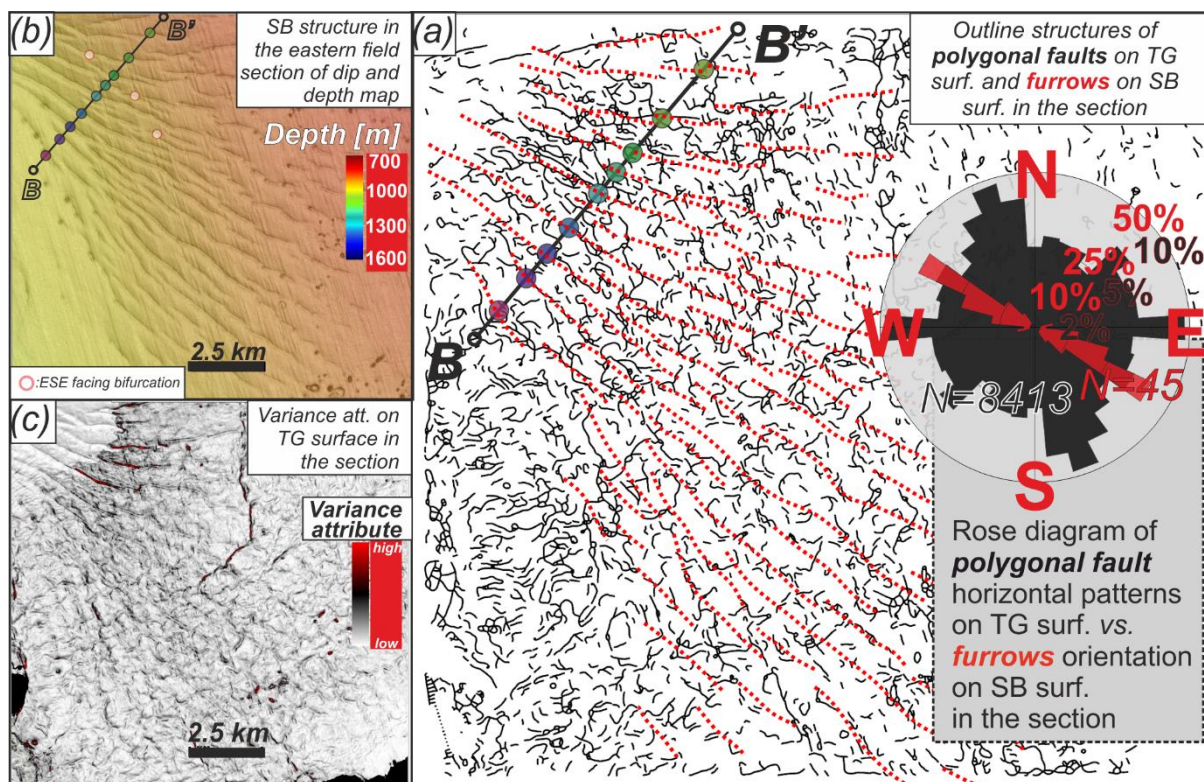 (b)
B'
B
SB structure in
the eastern field
section of dip and
depth map
Depth [m]
700
1000
1300
1600
2.5 km
:ESE facing bifurcation
(c)
Variance att. on
TG surface in
the section
Variance
attribute
high
low
2.5 km
(a)
B'
B
Outline structures of
polygonal faults on TG
surf. and furrows on SB
surf. in the section
N
W
E
S
50%
25%
10%
10%
5%
2%
N=8413
N=45
Rose diagram of
polygonal fault
horizontal patterns
on TG surf. vs.
furrows orientation
on SB surf.
in the section